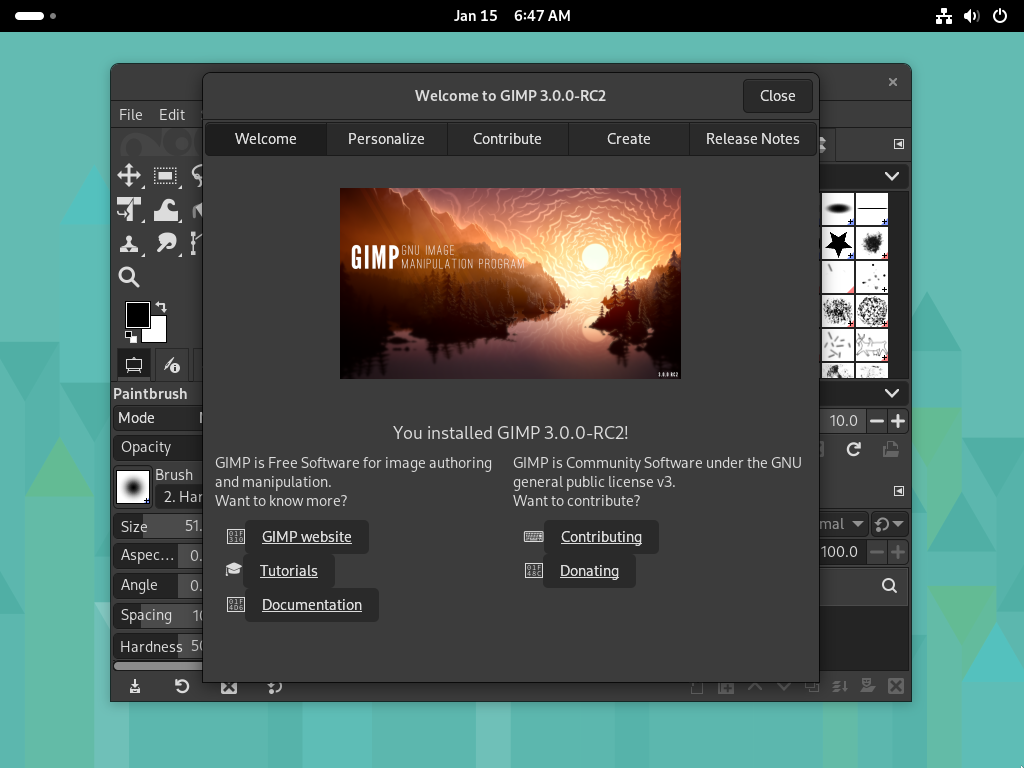 Jan 15 6:47 AM
Welcome to GIMP 3.0.0-RC2
Close
File Edit
Welcome Personalize Contribute Create Release Notes
GIMP GNU IMAGE
MANIPULATION PROGRAM
3.0.0 RC2
Paintbrush
Mode
Opacity
Brush
2. Har
Size 51.
Aspec... 0.
Angle 0.
Spacing 10
Hardness 50
10.0
mal
100.0
You installed GIMP 3.0.0-RC2!
GIMP is Free Software for image authoring
and manipulation.
Want to know more?
GIMP website
Tutorials
Documentation
GIMP is Community Software under the GNU
general public license v3.
Want to contribute?
Contributing
Donating